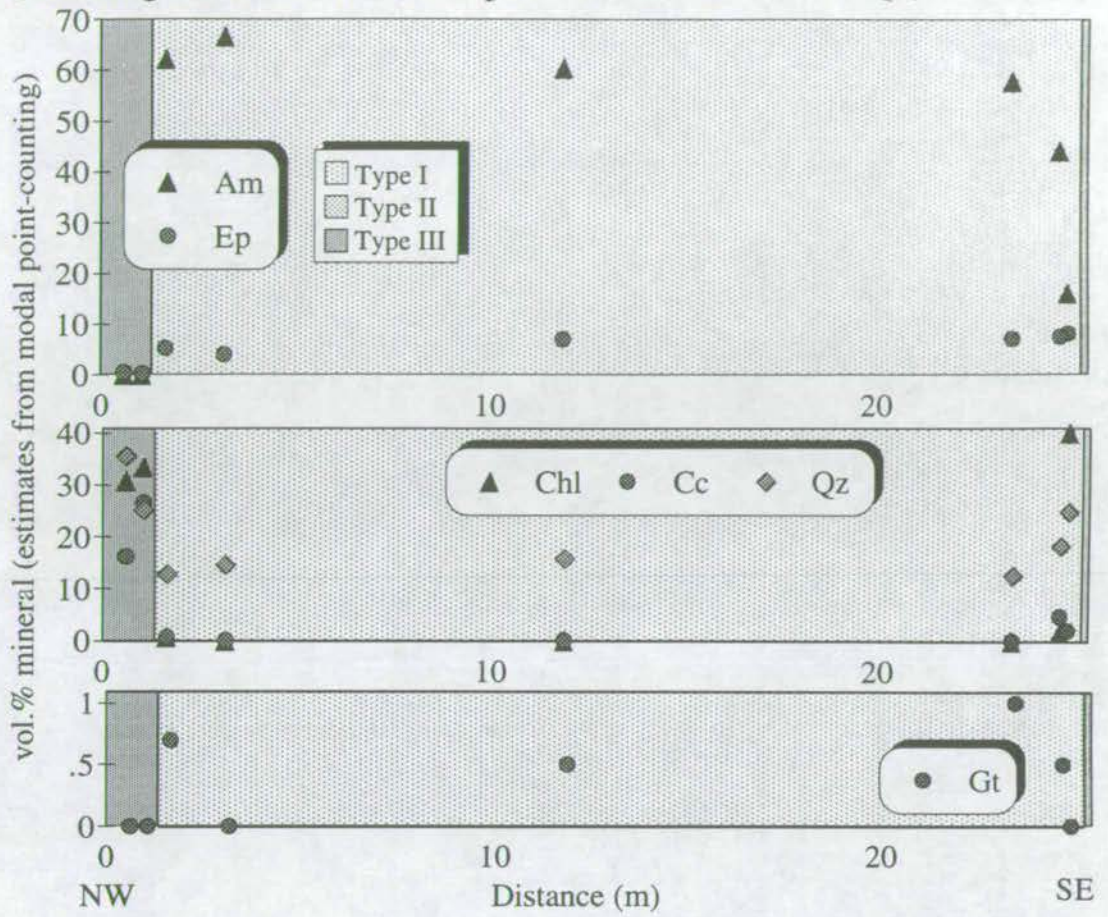 vol.% mineral (estimates from modal point-counting)
70
60
50
40
30
20
10
0
Am
Ep
Type I
Type II
Type III
0 10 20
40
30
20
10
0
Chl Cc Qz
0 10 20
1
.5
0
Gt
0 10 20
NW Distance (m) SE